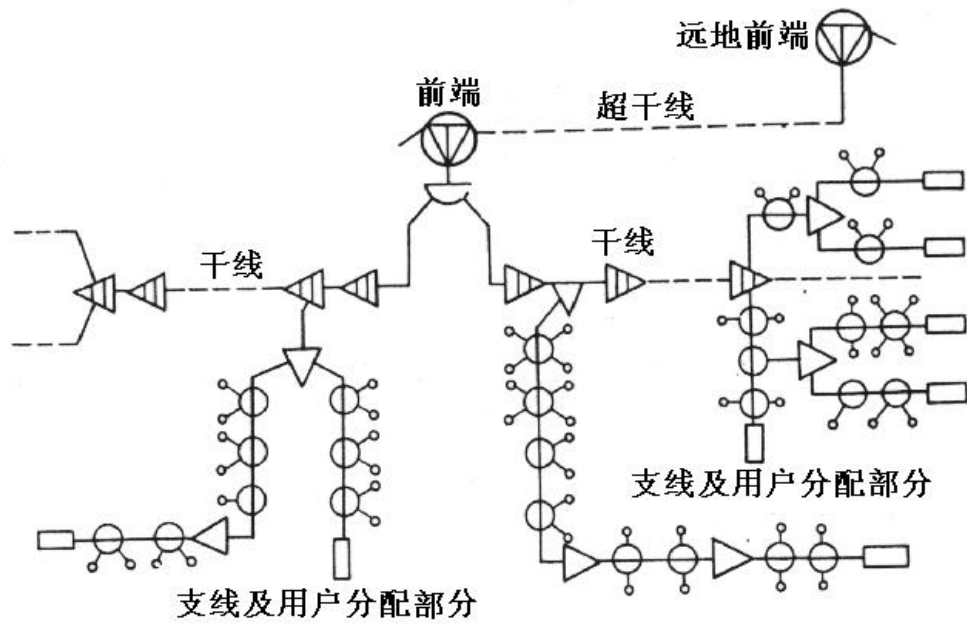 远地前端
前端
超干线
干线
干线
支线及用户分配部分
支线及用户分配部分